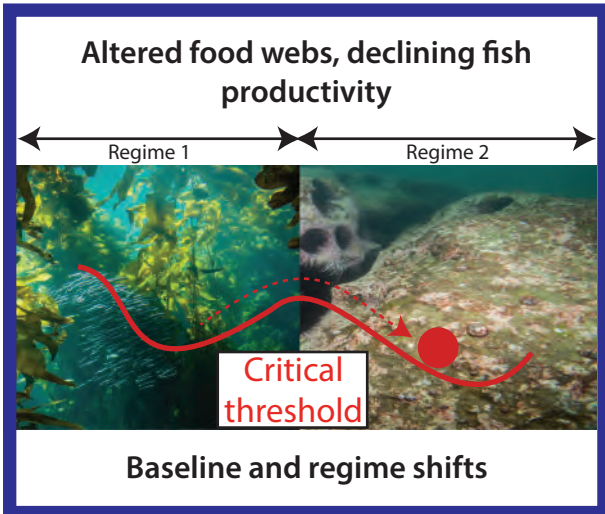 Altered food webs, declining fish
productivity
Regime 1
Regime 2
Critical
threshold
Baseline and regime shifts